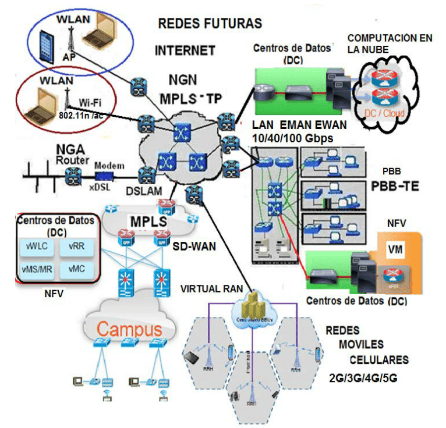 REDES FUTURAS
WLAN
AP
INTERNET
Centros de Datos
(DC)
COMPUTACIÓN EN
LA NUBE
WLAN
Wi-Fi
802.11n /ac
NGN
MPLS-TP
DC / Cloud
LAN EMAN EWAN
10/40/100 Gbps
NGA
Router
Modem
xDSL
DSLAM
PBB
PBB-TE
MPLS
SD-WAN
Centros de Datos
(DC)
vWLC
vRR
vMS/MR
vMC
NFV
NFV
VM
Centros de Datos (DC)
VIRTUAL RAN
Campus
REDES
MOVILES
CELULARES
2G/3G/4G/5G
RRH